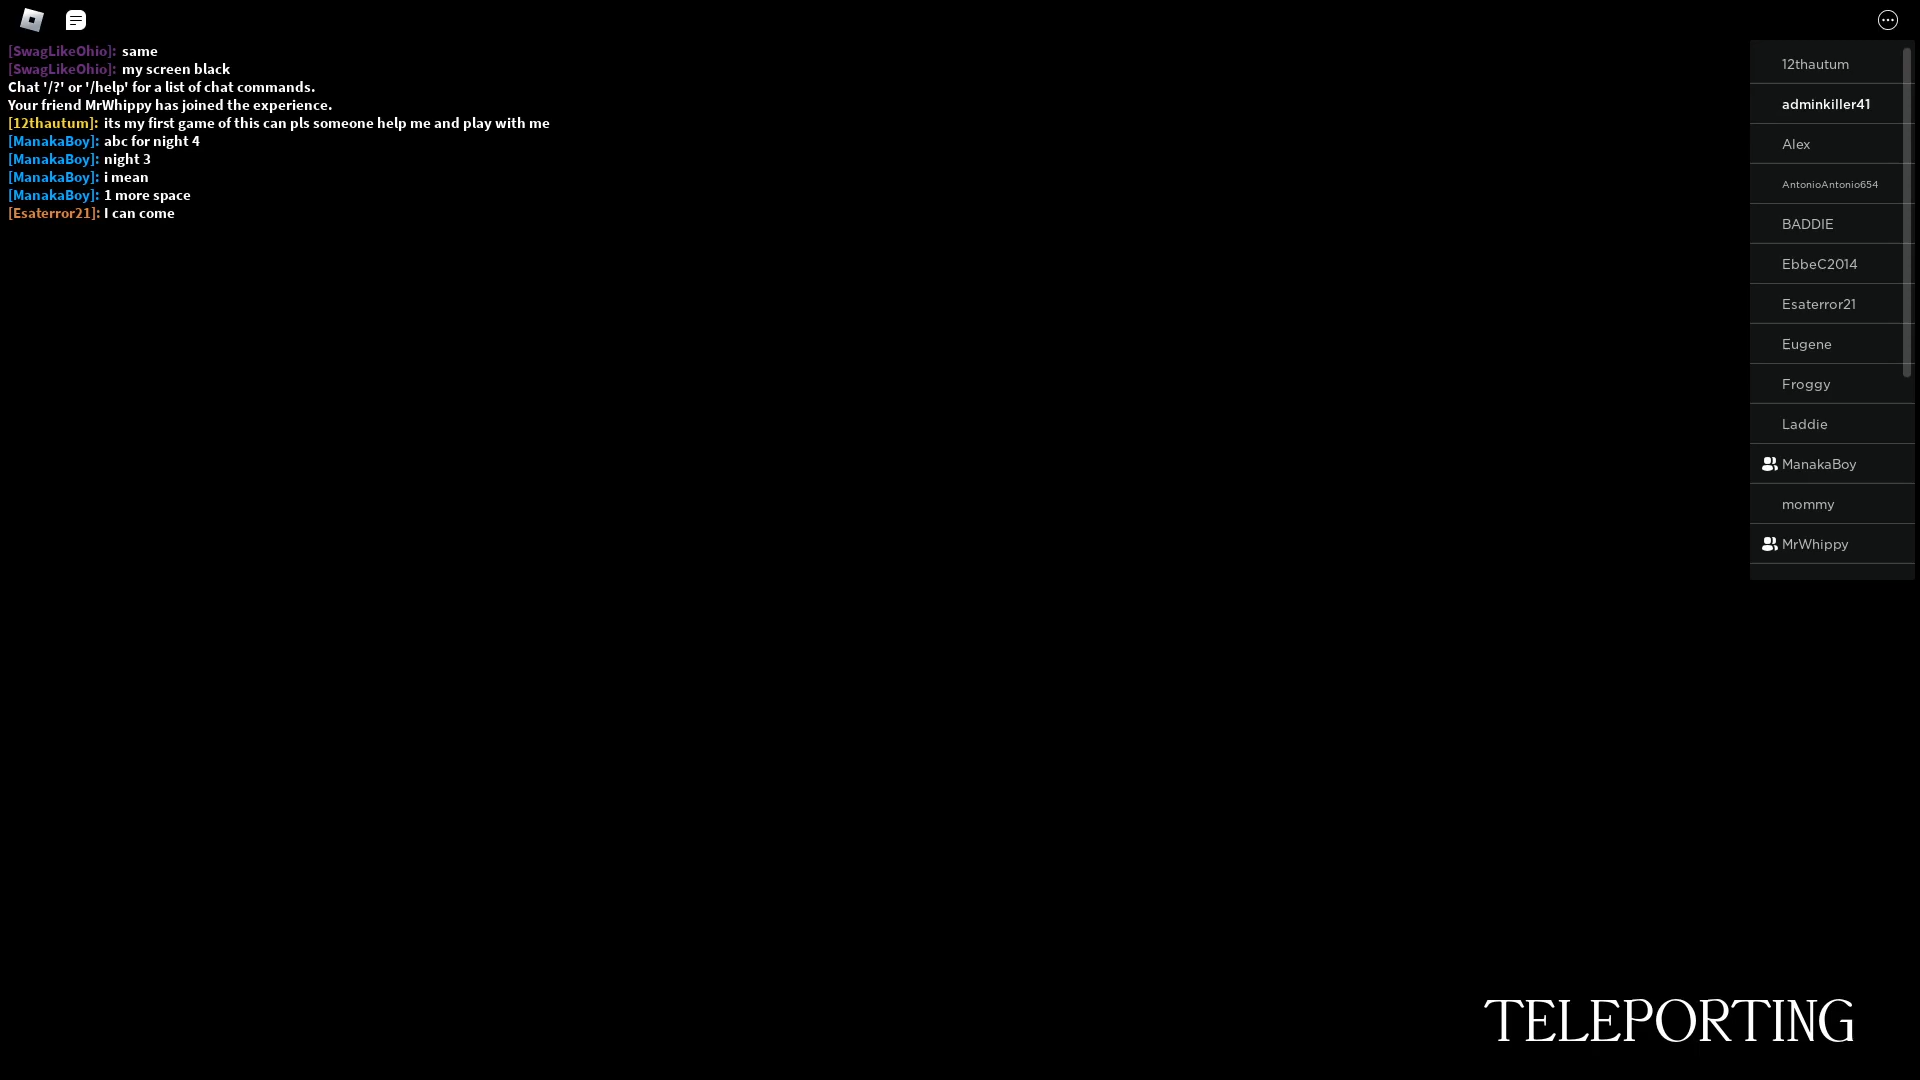 [SwagLikeOhio]: same
[SwagLikeOhio]: my screen black
Chat '/?' or '/help' for a list of chat commands.
Your friend MrWhippy has joined the experience.
[12thautum]: its my first game of this can pls someone help me and play with me
[ManakaBoy]: abc for night 4
[ManakaBoy]: night 3
[ManakaBoy]: i mean
[ManakaBoy]: 1 more space
[Esaterror21]: I can come
12thautum
adminkiller41
Alex
AntonioAntonio654
BADDIE
EbbeC2014
Esaterror21
Eugene
Froggy
Laddie
ManakaBoy
mommy
MrWhippy
TELEPORTING